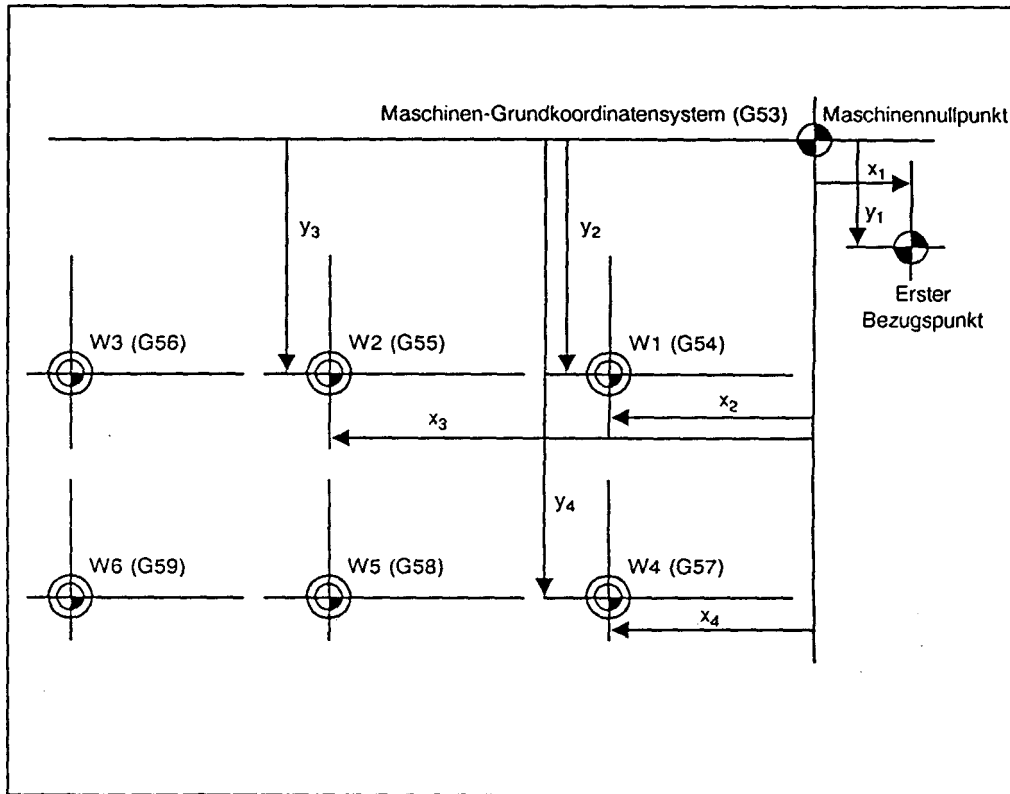 Maschinen-Grundkoordinatensystem (G53)
Maschinennullpunkt
x1
y1
y3
y2
Erster
Bezugspunkt
W3 (G56)
W2 (G55)
W1 (G54)
x2
x3
y4
W6 (G59)
W5 (G58)
W4 (G57)
x4